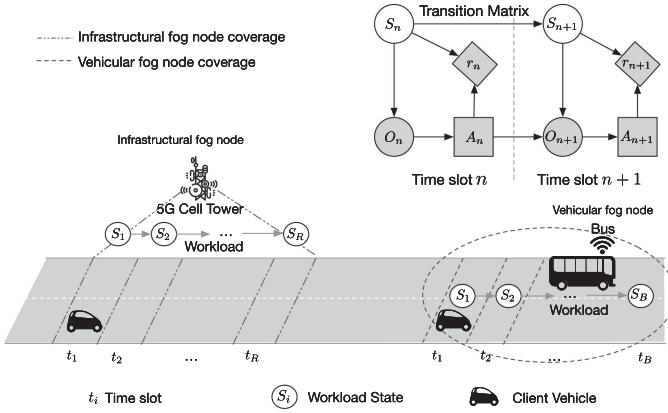 Infrastructural fog node coverage
Vehicular fog node coverage
Transition Matrix
S_n
S_{n+1}
r_n
r_{n+1}
O_n
A_n
O_{n+1}
A_{n+1}
Time slot n
Time slot n + 1
Infrastructural fog node
5G Cell Tower
S_1
S_2
...
S_R
Workload
Vehicular fog node
Bus
S_1
S_2
...
S_B
Workload
t_1
t_2
...
t_R
t_1
t_2
...
t_B
t_i Time slot
S_i Workload State
Client Vehicle